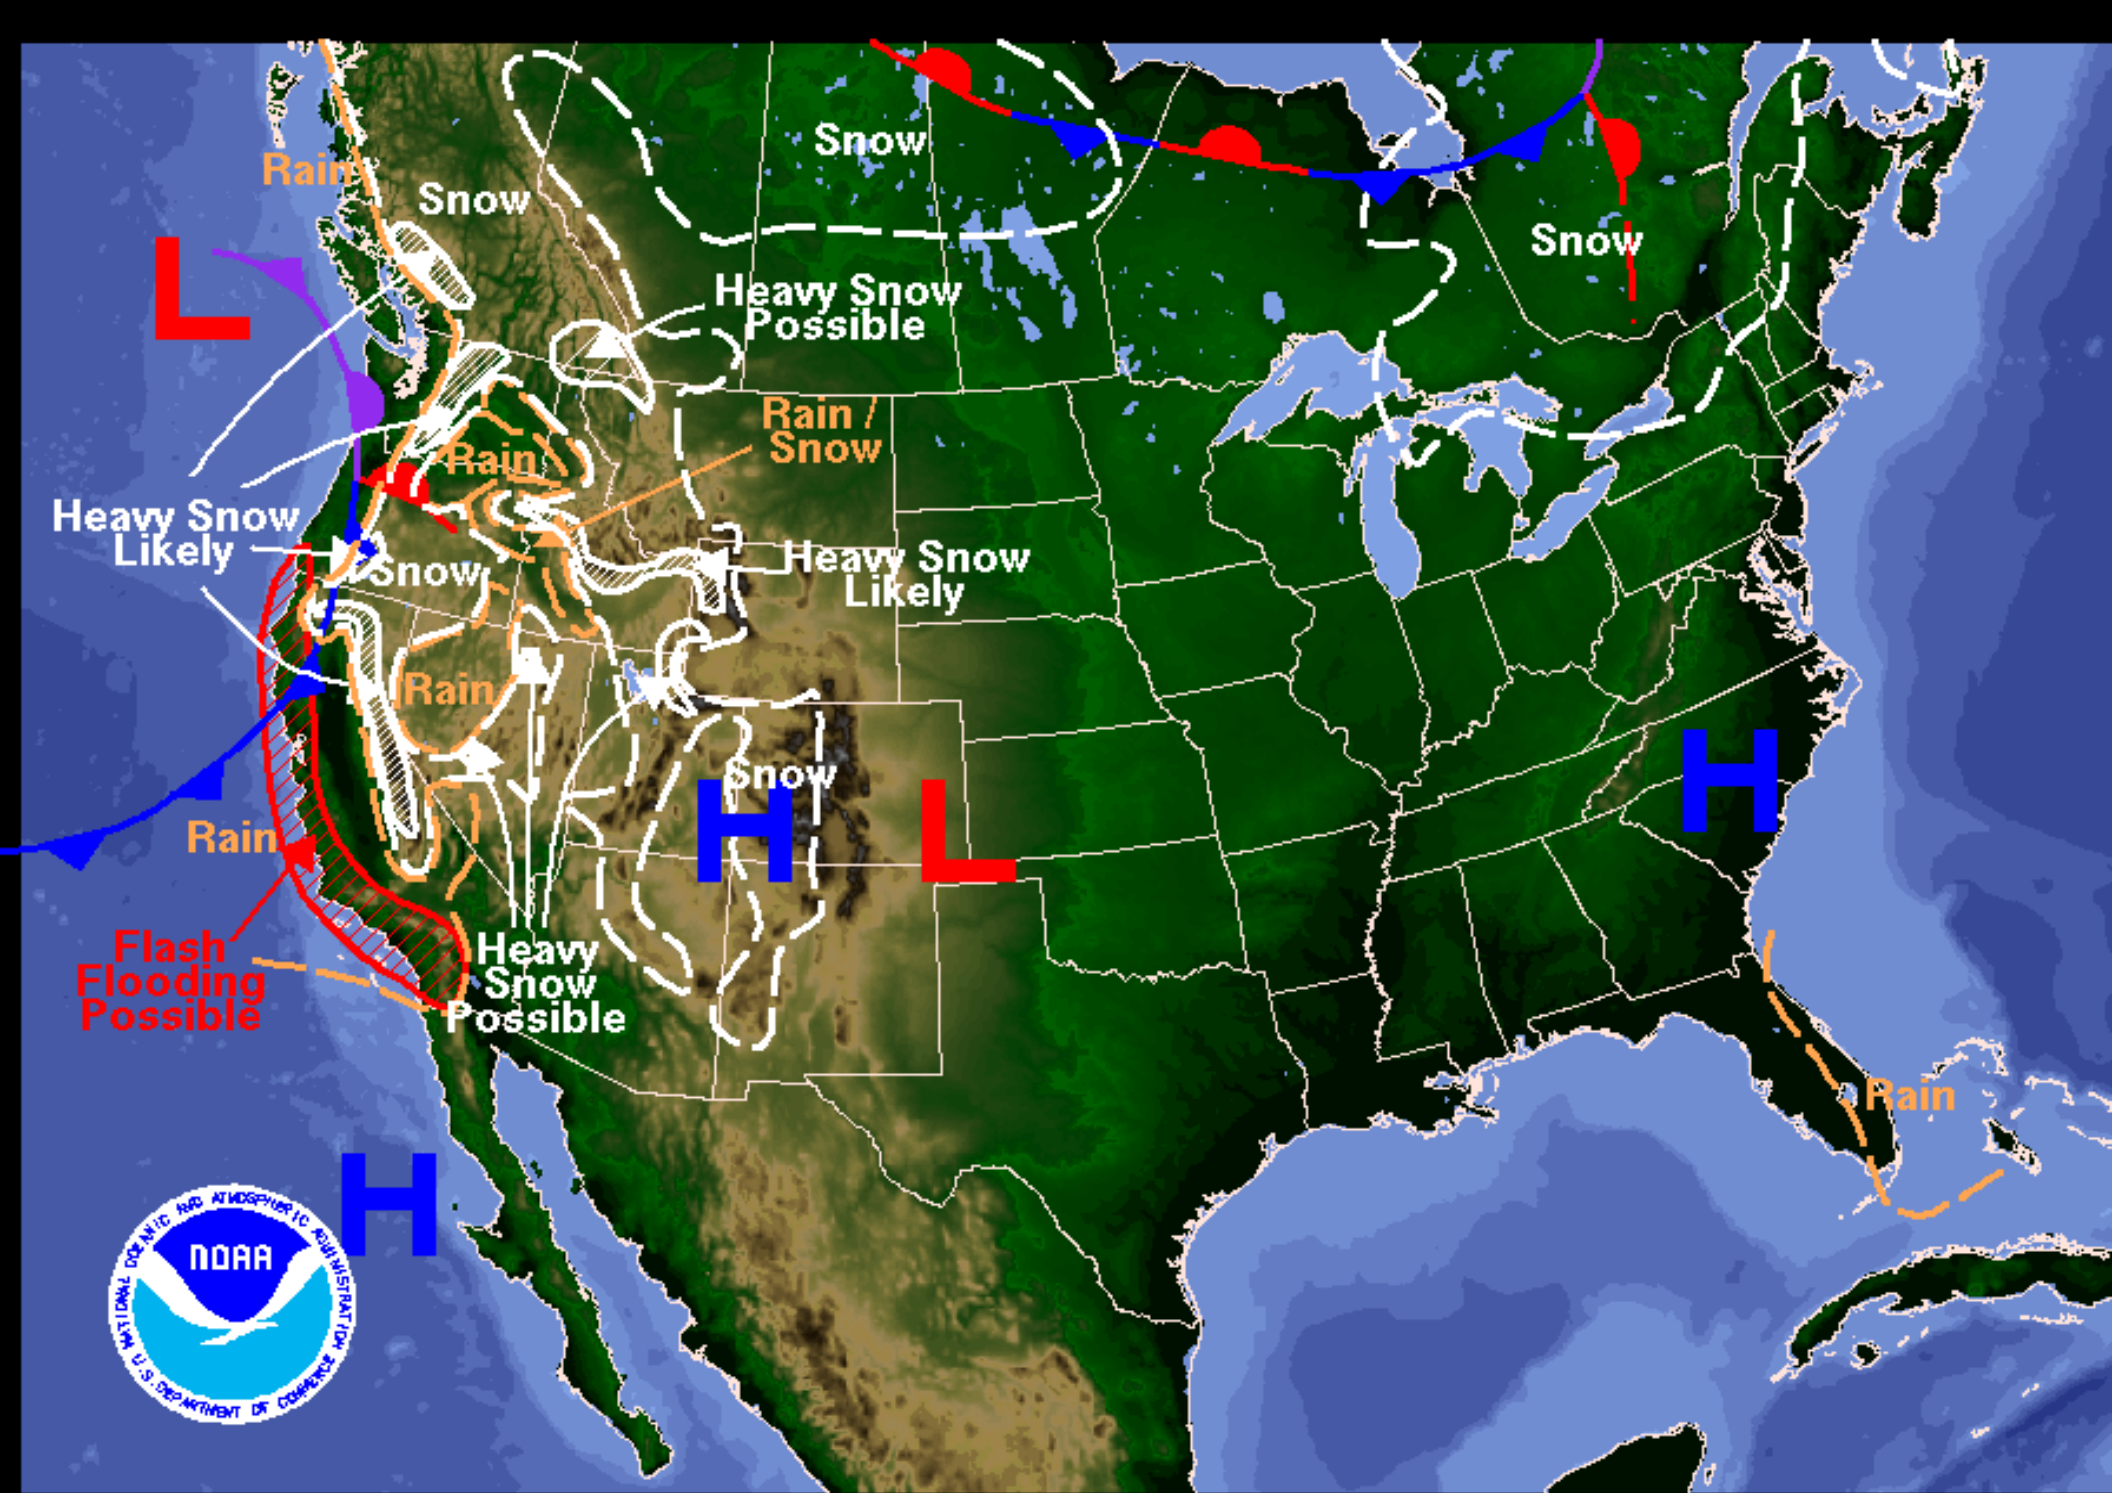 Snow
Rain
Snow
Snow
L
Heavy Snow
Possible
Rain /
Snow
Rain
Heavy Snow
Likely
Snow
Heavy Snow
Likely
Rain
Snow
H
L
H
Rain
Flash
Flooding
Possible
Heavy
Snow
Possible
Rain
H
NATIONAL OCEANIC AND ATMOSPHERIC ADMINISTRATION
NOAA
U.S. DEPARTMENT OF COMMERCE